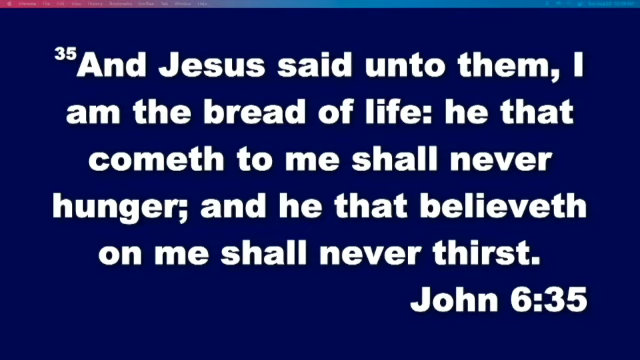 35And Jesus said unto them, I
am the bread of life: he that
cometh to me shall never
hunger; and he that believeth
on me shall never thirst.
John 6:35